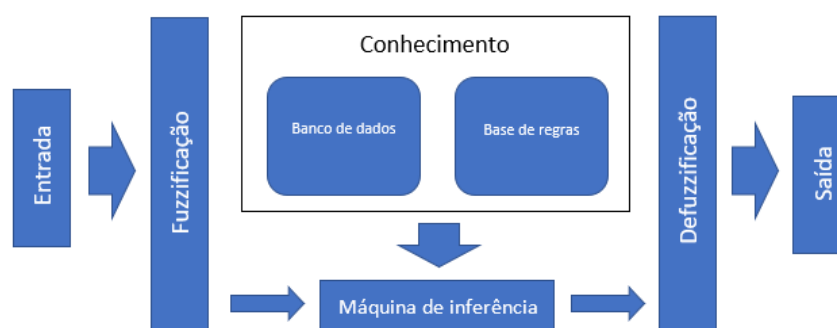 Entrada
Fuzzificação
Conhecimento
Banco de dados
Base de regras
Máquina de inferência
Defuzzificação
Saída